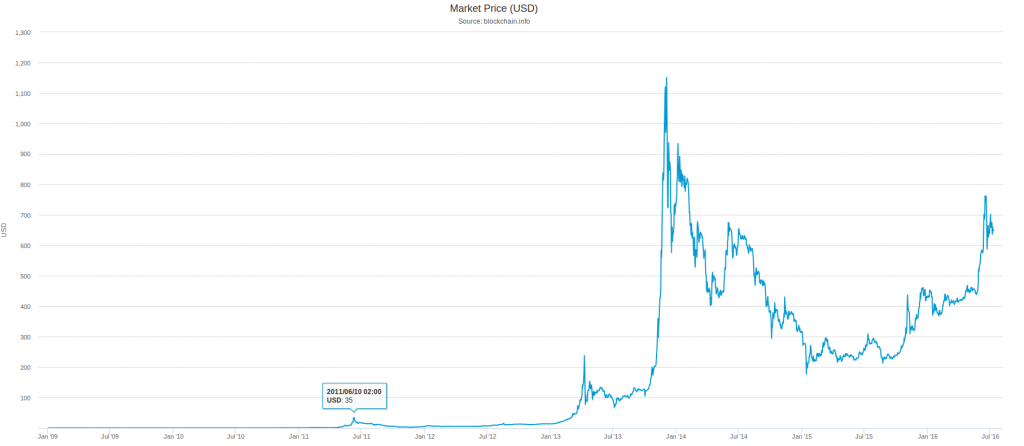 Market Price (USD)
Source: blockchain.info
1,300
1,200
1,100
1,000
900
800
700
600
500
400
300
200
100
USD
2011/06/10 02:00
USD: 35
Jan '09
Jul '09
Jan '10
Jul '10
Jan '11
Jul '11
Jan '12
Jul '12
Jan '13
Jul '13
Jan '14
Jul '14
Jan '15
Jul '15
Jan '16
Jul '16